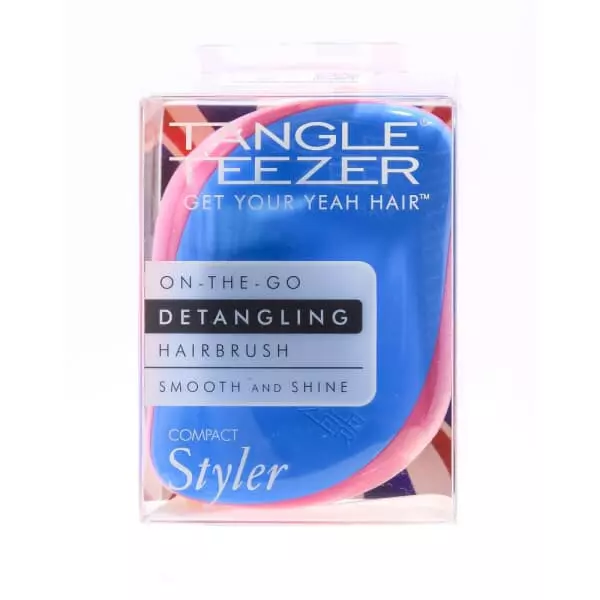 TANGLE
TEEZER®
GET YOUR YEAH HAIR™
ON-THE-GO
DETANGLING
HAIRBRUSH
SMOOTH AND SHINE
COMPACT
Styler